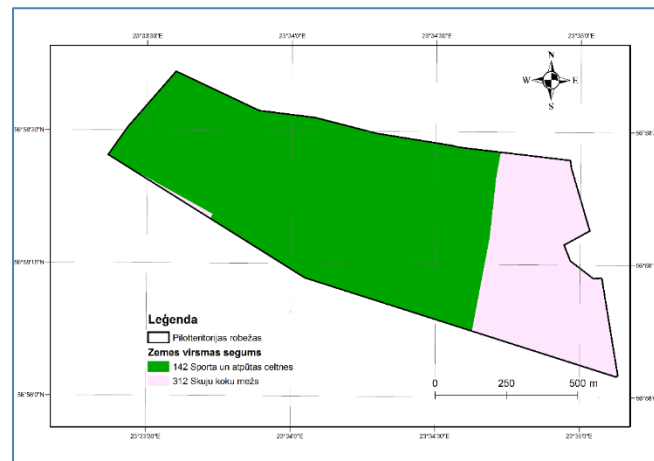 23°33'30"E 23°34'0"E 23°34'30"E 23°35'0"E
N
W E
S
56°58'30"N
56°58'15"N
Leģenda
Pilotteritorijas robežas
Zemes virsmas segums
142 Sporta un atpūtas celtnes
312 Skuju koku mežs
0 250 500 m
56°58'0"N
23°33'30"E 23°34'0"E 23°34'30"E 23°35'0"E